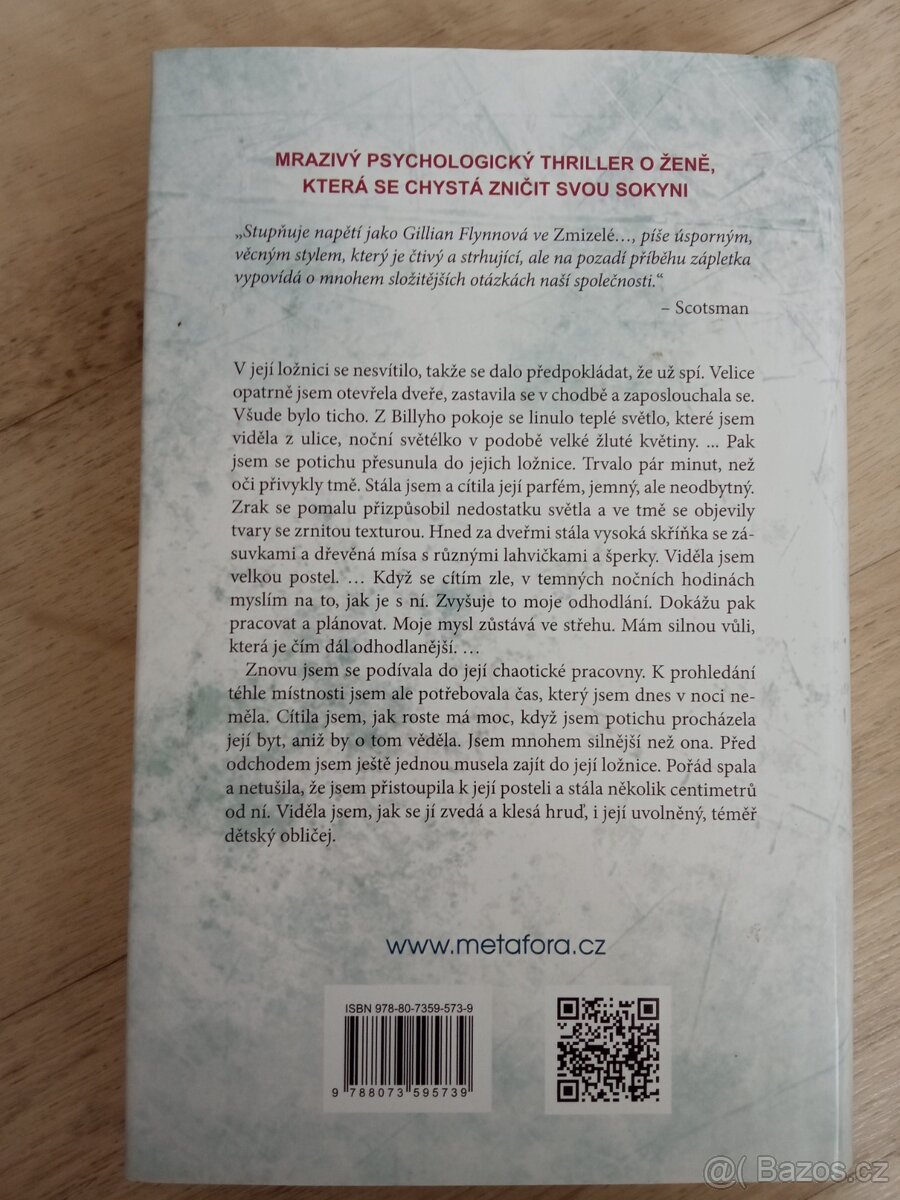 MRAZIVÝ PSYCHOLOGICKÝ THRILLER O ŽENĚ,
KTERÁ SE CHYSTÁ ZNIČIT SVOU SOKYNI
„Stupňuje napětí jako Gillian Flynnová ve Zmizelé…, píše úsporným,
věcným stylem, který je čtivý a strhující, ale na pozadí příběhu zápletka
vypovídá o mnohem složitějších otázkách naší společnosti.“
– Scotsman
V její ložnici se nesvítilo, takže se dalo předpokládat, že už spí. Velice
opatrně jsem otevřela dveře, zastavila se v chodbě a zaposlouchala se.
Všude bylo ticho. Z Billyho pokoje se linulo teplé světlo, které jsem
viděla z ulice, noční světélko v podobě velké žluté květiny. ... Pak
jsem se potichu přesunula do jejich ložnice. Trvalo pár minut, než
oči přivykly tmě. Stála jsem a cítila její parfém, jemný, ale neodbytný.
Zrak se pomalu přizpůsobil nedostatku světla a ve tmě se objevily
tvary se zrnitou texturou. Hned za dveřmi stála vysoká skříňka se zá-
suvkami a dřevěná mísa s různými lahvičkami a šperky. Viděla jsem
velkou postel. … Když se cítím zle, v temných nočních hodinách
myslím na to, jak je s ní. Zvyšuje to moje odhodlání. Dokážu pak
pracovat a plánovat. Moje mysl zůstává ve střehu. Mám silnou vůli,
která je čím dál odhodlanější. …
Znovu jsem se podívala do její chaotické pracovny. K prohledání
téhle místnosti jsem ale potřebovala čas, který jsem dnes v noci ne-
měla. Cítila jsem, jak roste má moc, když jsem potichu procházela
její byt, aniž by o tom věděla. Jsem mnohem silnější než ona. Před
odchodem jsem ještě jednou musela zajít do její ložnice. Pořád spala
a netušila, že jsem přistoupila k její posteli a stála několik centimetrů
od ní. Viděla jsem, jak se jí zvedá a klesá hruď, i její uvolněný, téměř
dětský obličej.
www.metafora.cz
ISBN 978-80-7359-573-9
9 788073 595739
@( Bazos.cz